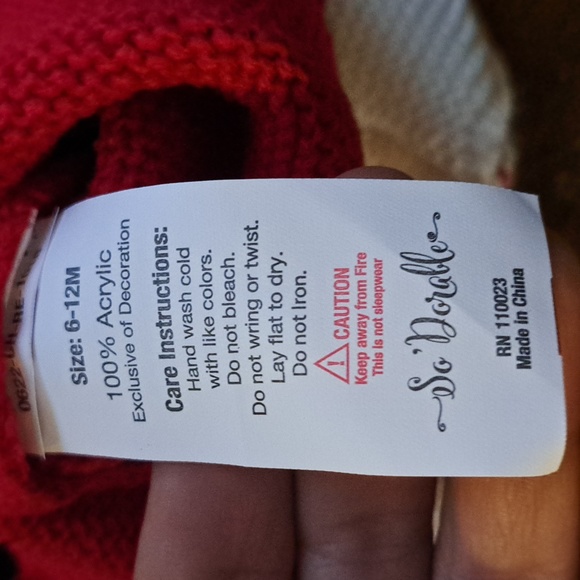 Size: 6-12M
100% Acrylic
Exclusive of Decoration
Care Instructions:
Hand wash cold
with like colors.
Do not bleach.
Do not wring or twist.
Lay flat to dry.
Do not Iron.
CAUTION
Keep away from Fire
This is not sleepwear
So'Dorable
RN 110023
Made in China